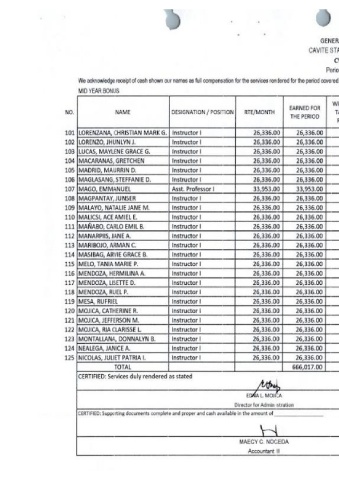 GENER
CAVITE STA
C
Perio
We acknowledge receipt of cash shown our names as full compensation for the services rendered for the period covered
MID YEAR BONUS
NO. NAME DESIGNATION / POSITION RTE/MONTH EARNED FOR THE PERIOD
101 LORENZANA, CHRISTIAN MARK G. Instructor I 26,336.00 26,336.00
102 LORENZO, JHUNLYN J. Instructor I 26,336.00 26,336.00
103 LUCAS, MAYLENE GRACE G. Instructor I 26,336.00 26,336.00
104 MACARANAS, GRETCHEN Instructor I 26,336.00 26,336.00
105 MADRID, MAURRIN D. Instructor I 26,336.00 26,336.00
106 MAGLASANG, STEFFANIE D. Instructor I 26,336.00 26,336.00
107 MAGO, EMMANUEL Asst. Professor I 33,953.00 33,953.00
108 MAGPANTAY, JUNSER Instructor I 26,336.00 26,336.00
109 MALAYO, NATALIE JANE M. Instructor I 26,336.00 26,336.00
110 MALICSI, ACE AMIEL E. Instructor I 26,336.00 26,336.00
111 MAÑABO, CARLO EMIL B. Instructor I 26,336.00 26,336.00
112 MANARPIIS, JANE A. Instructor I 26,336.00 26,336.00
113 MARIBOJO, ARMAN C. Instructor I 26,336.00 26,336.00
114 MASIBAG, ARVIE GRACE B. Instructor I 26,336.00 26,336.00
115 MELO, TANIA MARIE P. Instructor I 26,336.00 26,336.00
116 MENDOZA, HERMILINA A. Instructor I 26,336.00 26,336.00
117 MENDOZA, LISETTE D. Instructor I 26,336.00 26,336.00
118 MENDOZA, RUEL P. Instructor I 26,336.00 26,336.00
119 MESA, RUFRIEL Instructor I 26,336.00 26,336.00
120 MOJICA, CATHERINE R. Instructor I 26,336.00 26,336.00
121 MOJICA, JEFFERSON M. Instructor I 26,336.00 26,336.00
122 MOJICA, RIA CLARISSE L. Instructor I 26,336.00 26,336.00
123 MONTALLANA, DONNALYN B. Instructor I 26,336.00 26,336.00
124 NEALEGA, JANICE A. Instructor I 26,336.00 26,336.00
125 NICOLAS, JULIET PATRIA I. Instructor I 26,336.00 26,336.00
TOTAL 666,017.00
CERTIFIED: Services duly rendered as stated
EDNA L. MOJICA
Director for Admin stration
CERTIFIED: Supporting documents complete and proper and cash available in the amount of
MAECY C. NOCEDA
Accountant II